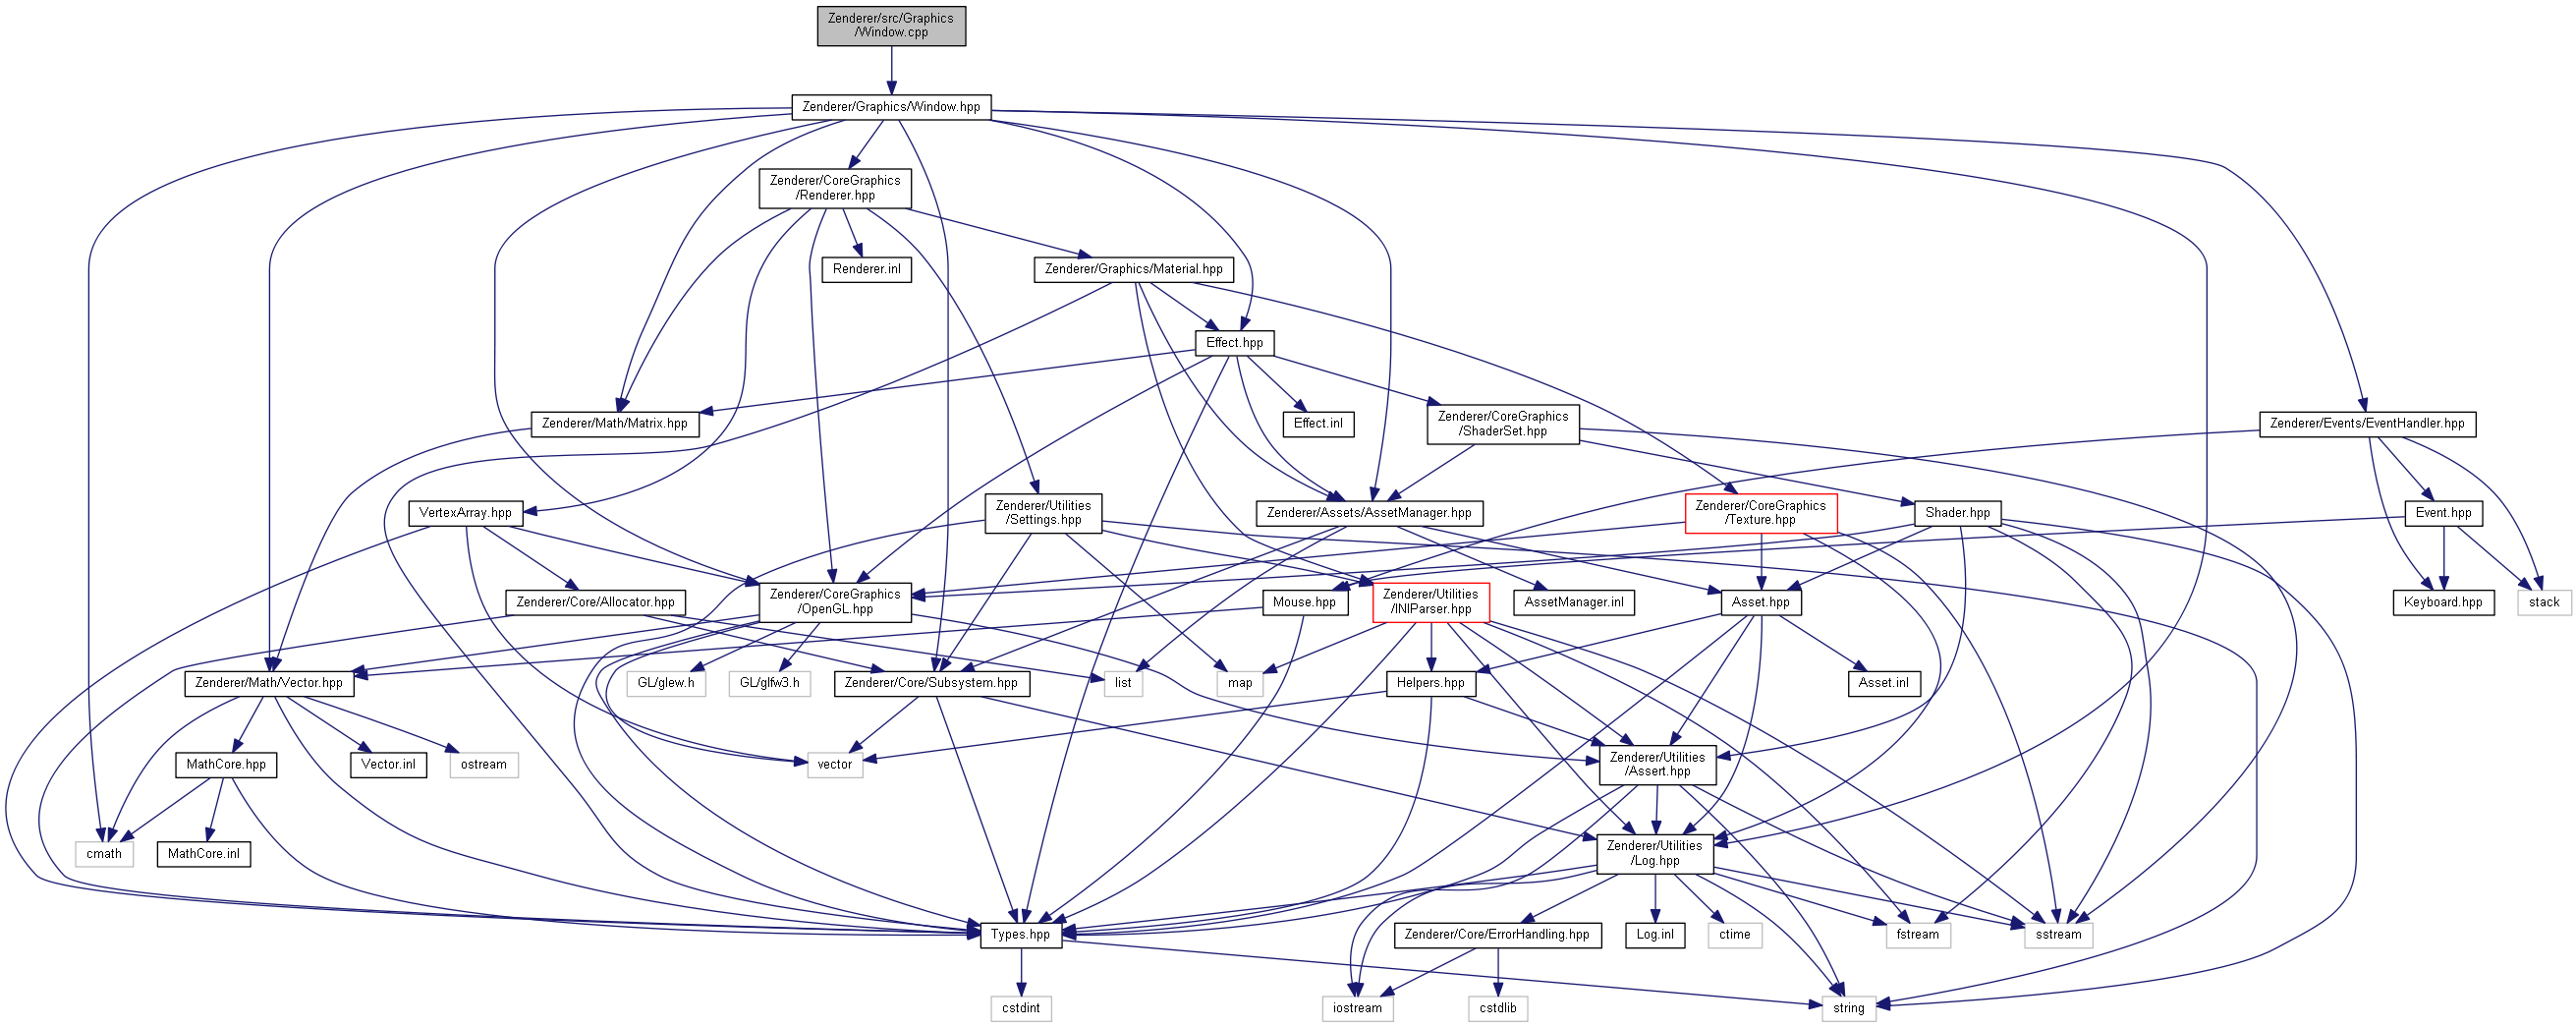 Zenderer/src/Graphics
/Window.cpp
Zenderer/Graphics/Window.hpp
Zenderer/CoreGraphics
/Renderer.hpp
Renderer.inl
Zenderer/Graphics/Material.hpp
Effect.hpp
Zenderer/Math/Matrix.hpp
Effect.inl
Zenderer/CoreGraphics
/ShaderSet.hpp
Zenderer/Events/EventHandler.hpp
VertexArray.hpp
Zenderer/Utilities
/Settings.hpp
Zenderer/Assets/AssetManager.hpp
Zenderer/CoreGraphics
/Texture.hpp
Shader.hpp
Event.hpp
Zenderer/Core/Allocator.hpp
Zenderer/CoreGraphics
/OpenGL.hpp
Mouse.hpp
Zenderer/Utilities
/INIParser.hpp
AssetManager.inl
Asset.hpp
Keyboard.hpp
stack
Zenderer/Math/Vector.hpp
GL/glew.h
GL/glfw3.h
Zenderer/Core/Subsystem.hpp
list
map
Helpers.hpp
Asset.inl
MathCore.hpp
Vector.inl
ostream
vector
Zenderer/Utilities
/Assert.hpp
cmath
MathCore.inl
Zenderer/Utilities
/Log.hpp
Types.hpp
Zenderer/Core/ErrorHandling.hpp
Log.inl
ctime
fstream
sstream
cstdint
iostream
cstdlib
string